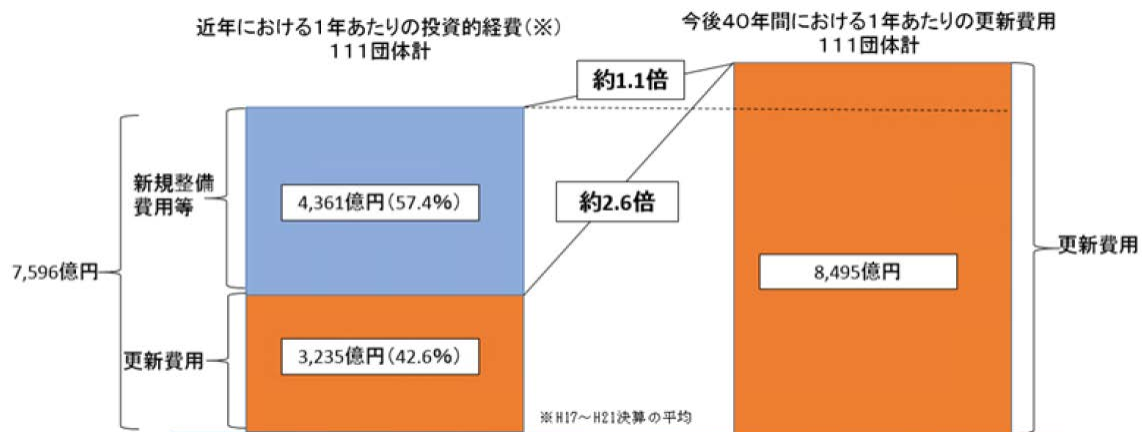 近年における1年あたりの投資的経費(※)
111団体計
今後40年間における1年あたりの更新費用
111団体計
約1.1倍
新規整備
費用等
4,361億円(57.4%)
約2.6倍
7,596億円
8,495億円
更新費用
更新費用
3,235億円(42.6%)
※H17～H21決算の平均